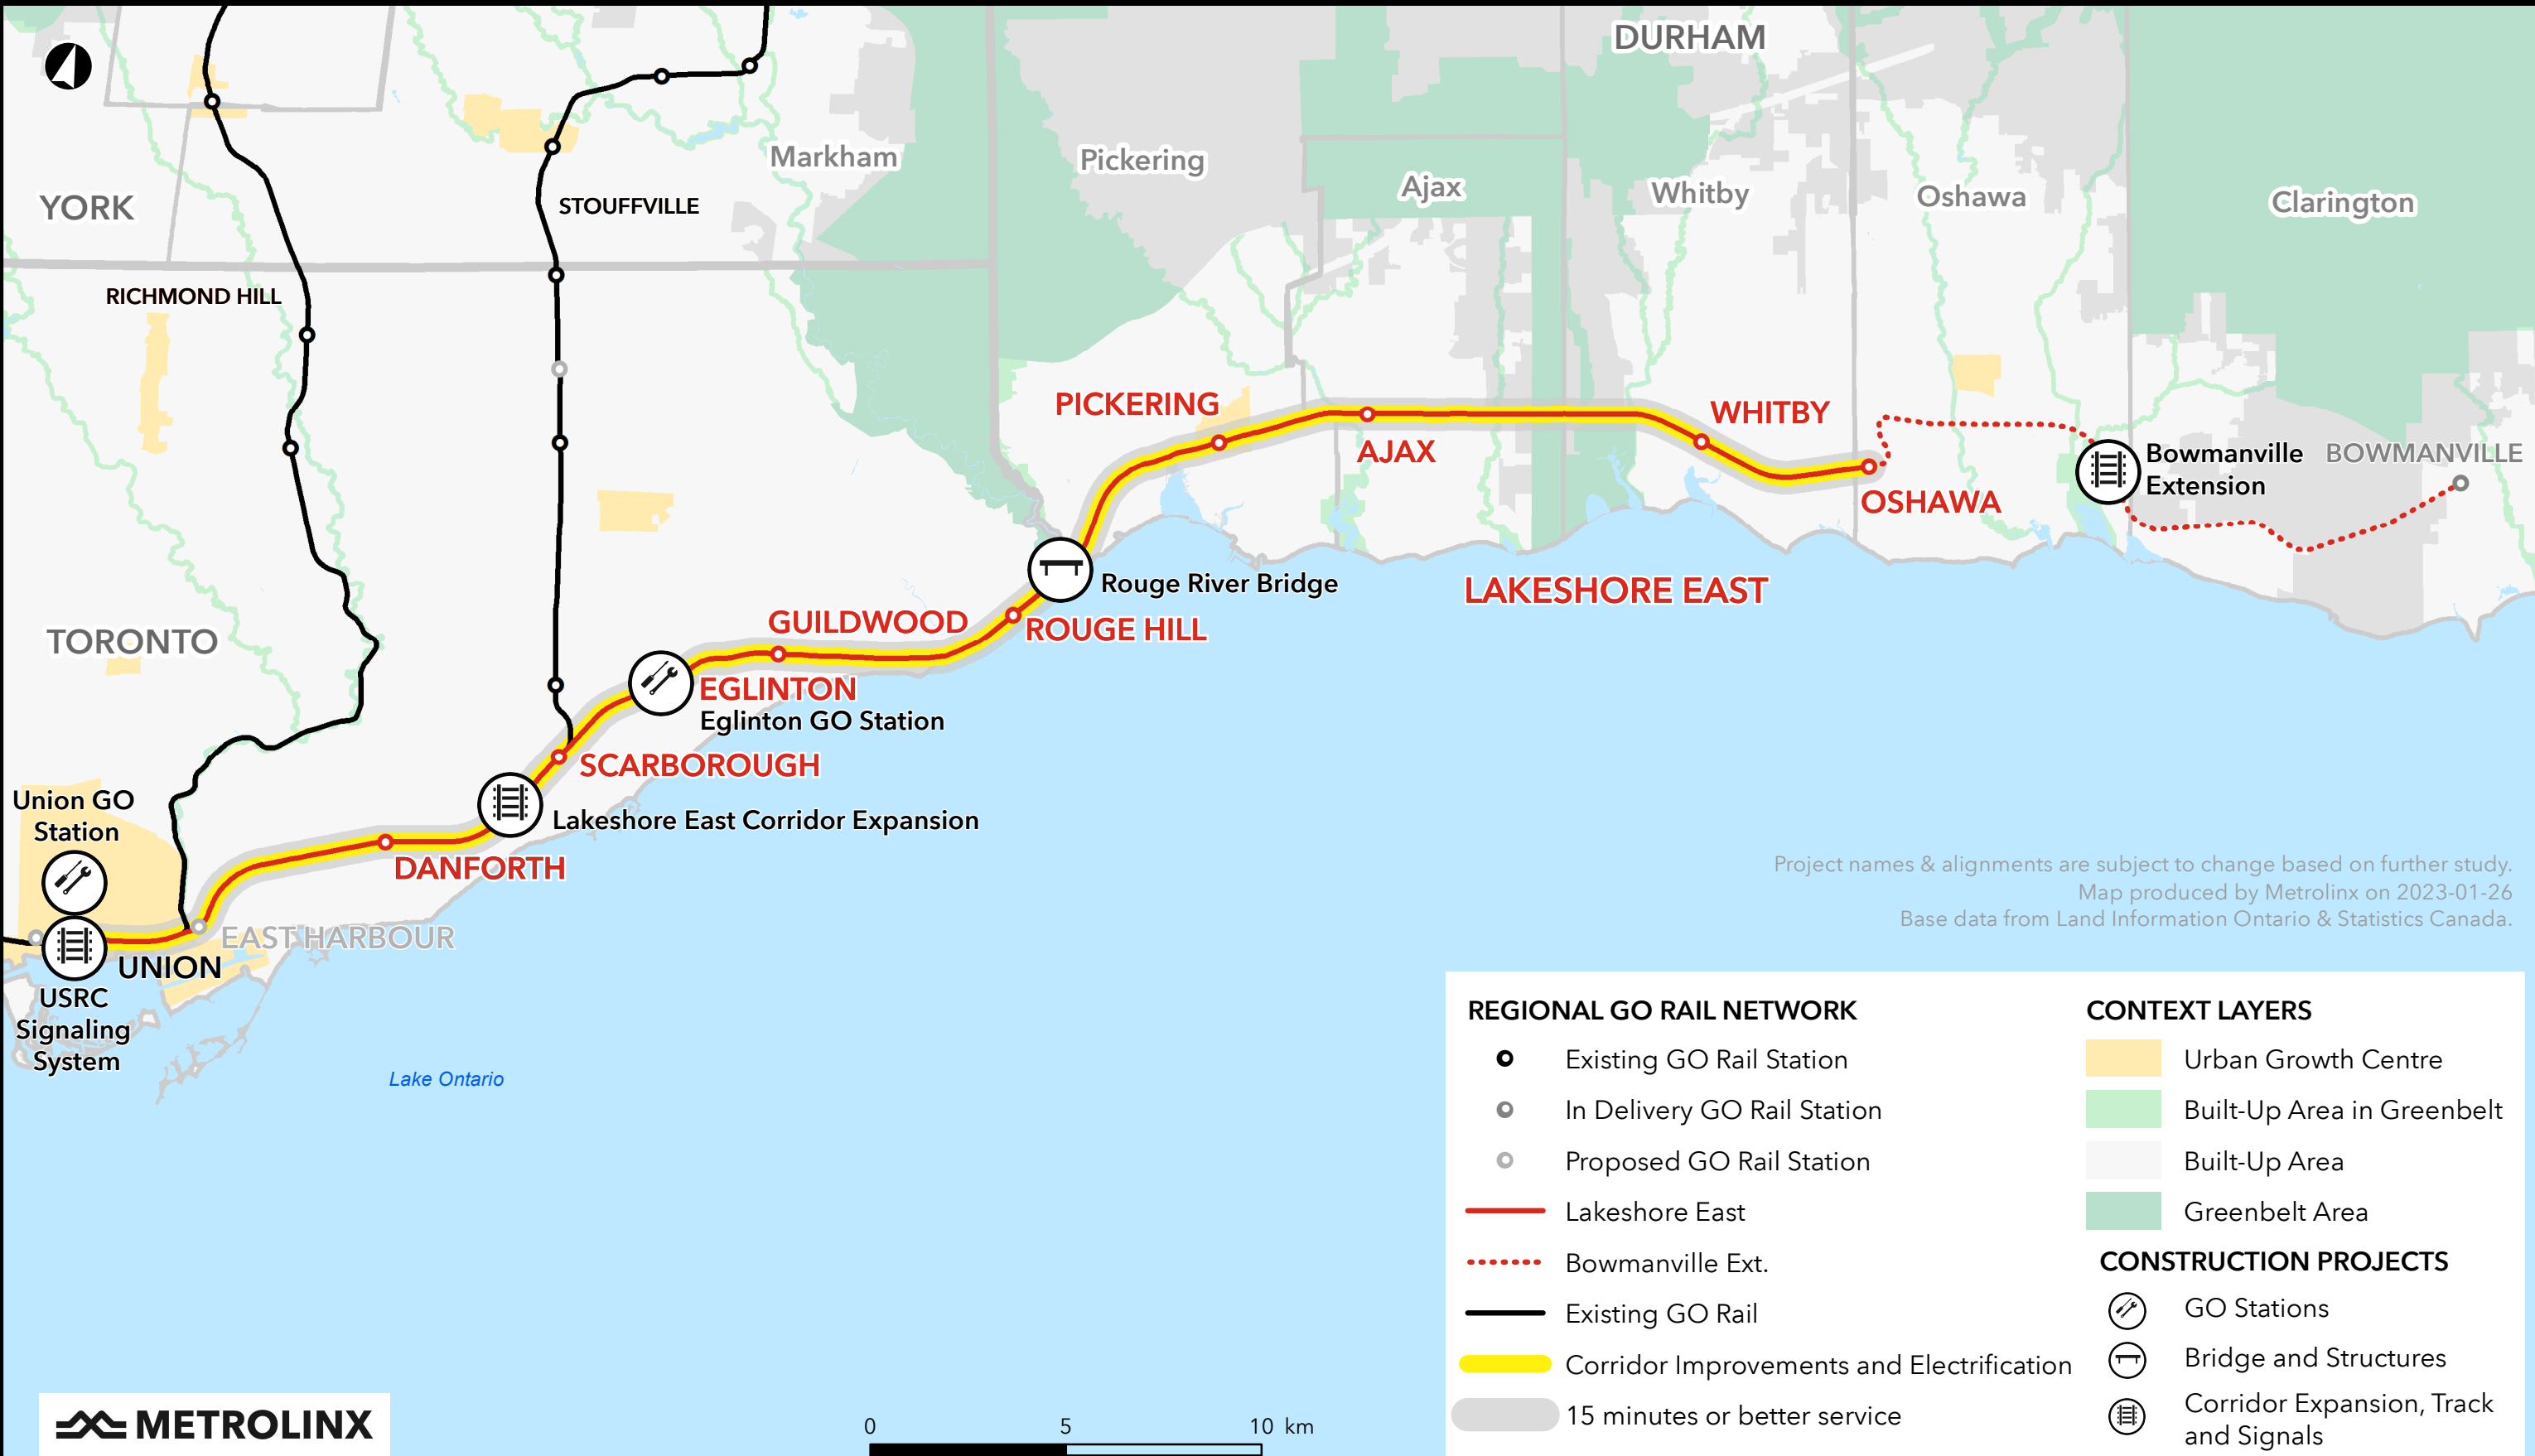 DURHAM
Markham
Pickering
Ajax
Whitby
Oshawa
Clarington
YORK
STOUFFVILLE
RICHMOND HILL
PICKERING
AJAX
WHITBY
OSHAWA
Bowmanville
Extension
BOWMANVILLE
Rouge River Bridge
LAKESHORE EAST
TORONTO
GUILDWOOD
ROUGE HILL
EGLINTON
Eglinton GO Station
SCARBOROUGH
Lakeshore East Corridor Expansion
Union GO
Station
DANFORTH
EAST HARBOUR
UNION
USRC
Signaling
System
Lake Ontario
Project names & alignments are subject to change based on further study.
Map produced by Metrolinx on 2023-01-26
Base data from Land Information Ontario & Statistics Canada.
REGIONAL GO RAIL NETWORK
Existing GO Rail Station
In Delivery GO Rail Station
Proposed GO Rail Station
Lakeshore East
Bowmanville Ext.
Existing GO Rail
Corridor Improvements and Electrification
15 minutes or better service
CONTEXT LAYERS
Urban Growth Centre
Built-Up Area in Greenbelt
Built-Up Area
Greenbelt Area
CONSTRUCTION PROJECTS
GO Stations
Bridge and Structures
Corridor Expansion, Track
and Signals
METROLINX
0 5 10 km